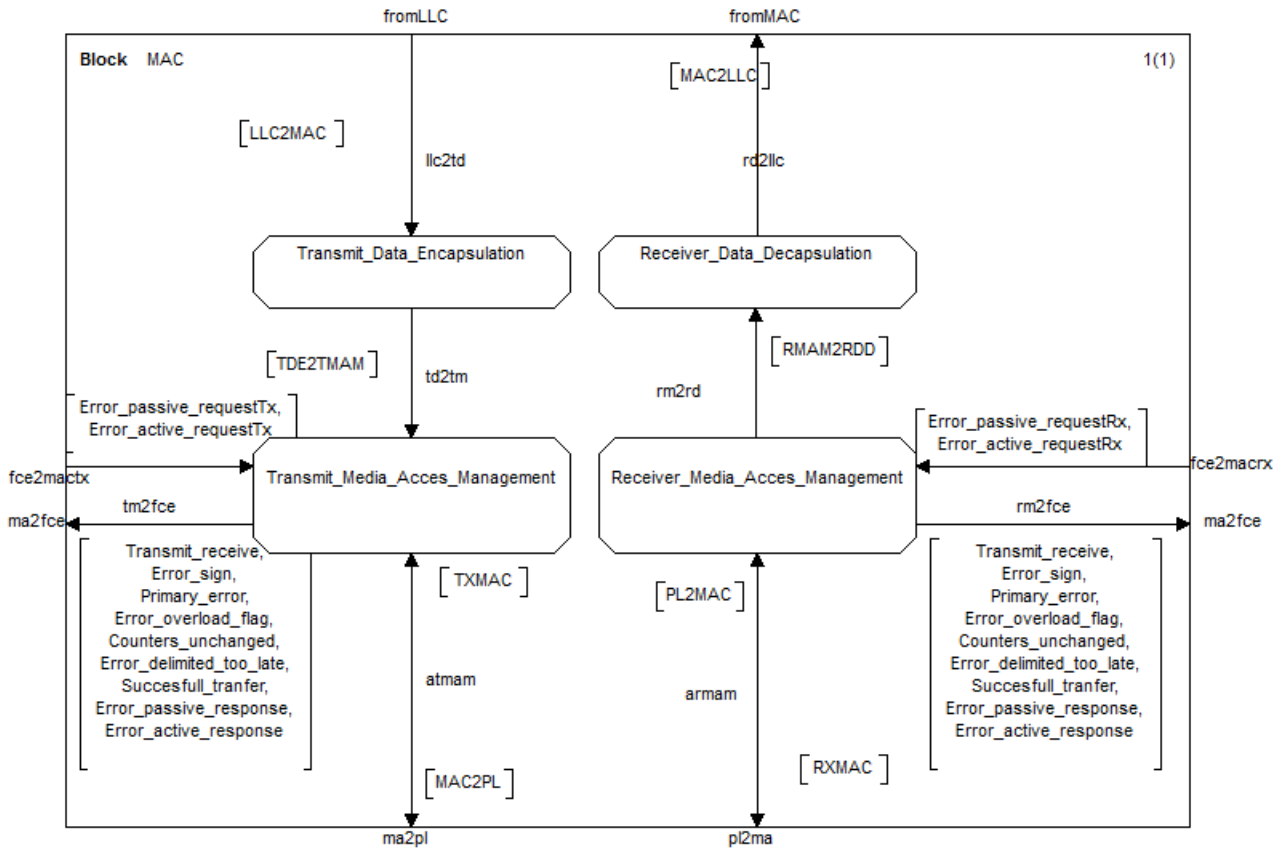 fromLLC
fromMAC
Block MAC
1(1)
[MAC2LLC]
[LLC2MAC]
llc2td
rd2llc
Transmit_Data_Encapsulation
Receiver_Data_Decapsulation
[TDE2TMAM]
[RMAM2RDD]
td2tm
rm2rd
Error_passive_requestTx,
Error_active_requestTx
Error_passive_requestRx,
Error_active_requestRx
fce2mactx
Transmit_Media_Acces_Management
Receiver_Media_Acces_Management
fce2macrx
ma2fce
tm2fce
rm2fce
ma2fce
Transmit_receive,
Error_sign,
Primary_error,
Error_overload_flag,
Counters_unchanged,
Error_delimited_too_late,
Succesfull_tranfer,
Error_passive_response,
Error_active_response
[TXMAC]
[PL2MAC]
Transmit_receive,
Error_sign,
Primary_error,
Error_overload_flag,
Counters_unchanged,
Error_delimited_too_late,
Succesfull_tranfer,
Error_passive_response,
Error_active_response
atmam
armam
[MAC2PL]
[RXMAC]
ma2pl
pl2ma